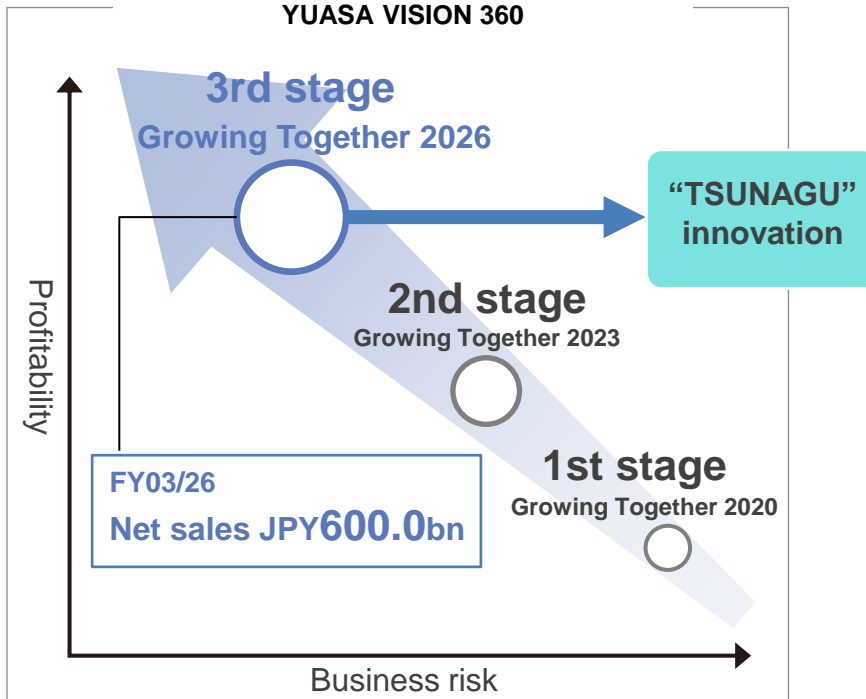 YUASA VISION 360
3rd stage
Growing Together 2026
“TSUNAGU”
innovation
2nd stage
Growing Together 2023
1st stage
Growing Together 2020
FY03/26
Net sales JPY600.0bn
Profitability
Business risk